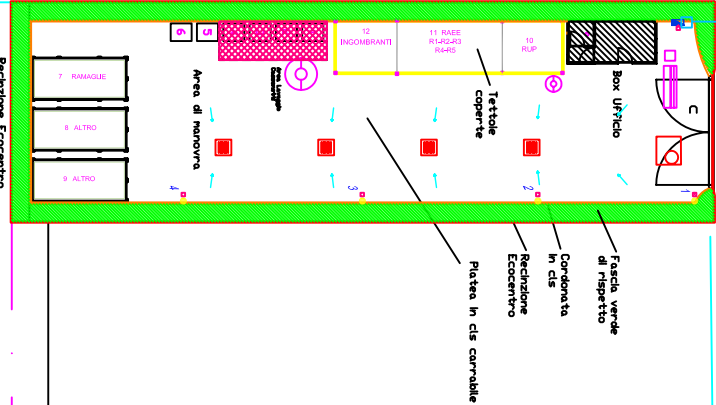 6
5
12
INGOMBRANTI
11 RAEE
R1-R2-R3
R4-R5
10
RUP
7 RAMAGLIE
8 ALTRO
9 ALTRO
Area di manovra
Tettoie
coperte
Box Ufficio
C
4
3
2
1
Recinzione Ecocentro
Platea in cls carrabile
Recinzione
Ecocentro
Cordonata
in cls
Fascia verde
di rispetto